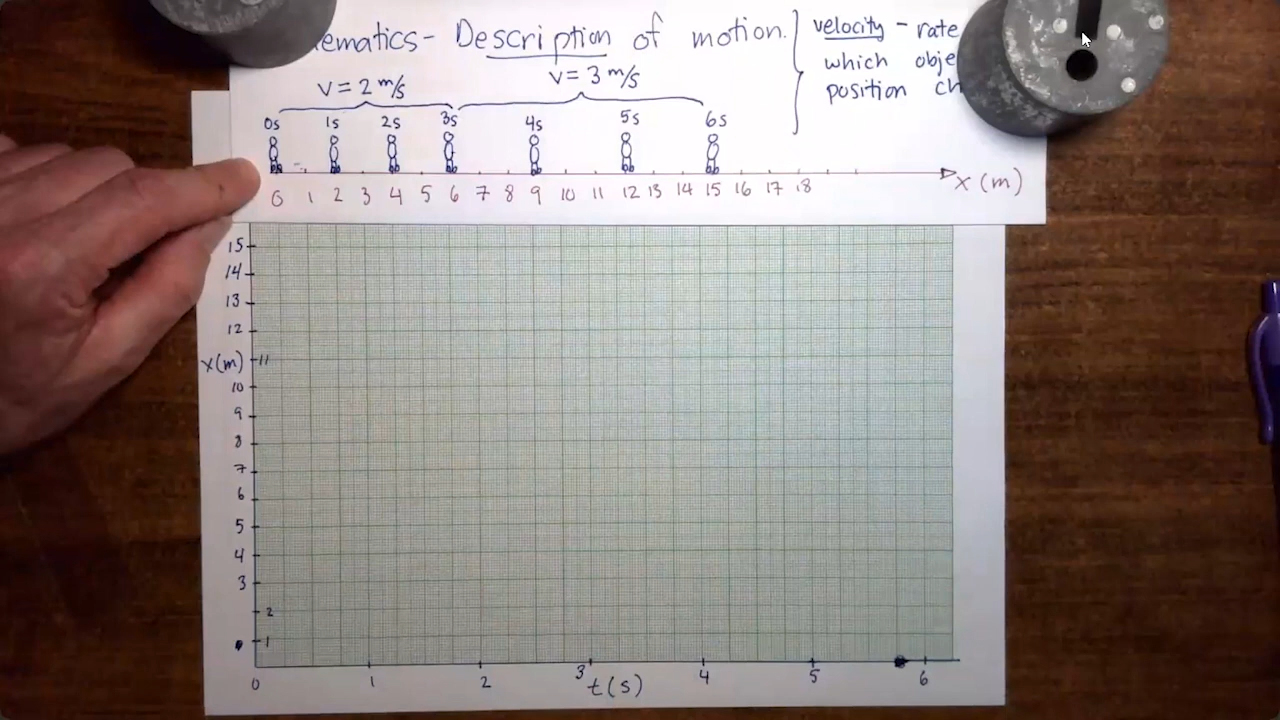 ematics- Description of motion.
velocity - rate
which obje
position ch
v = 2 m/s
v = 3 m/s
0s 1s 2s 3s 4s 5s 6s
0 1 2 3 4 5 6 7 8 9 10 11 12 13 14 15 16 17 18
x (m)
15
14
13
12
x(m) 11
10
9
8
7
6
5
4
3
2
1
0 1 2 3 4 5 6
t(s)